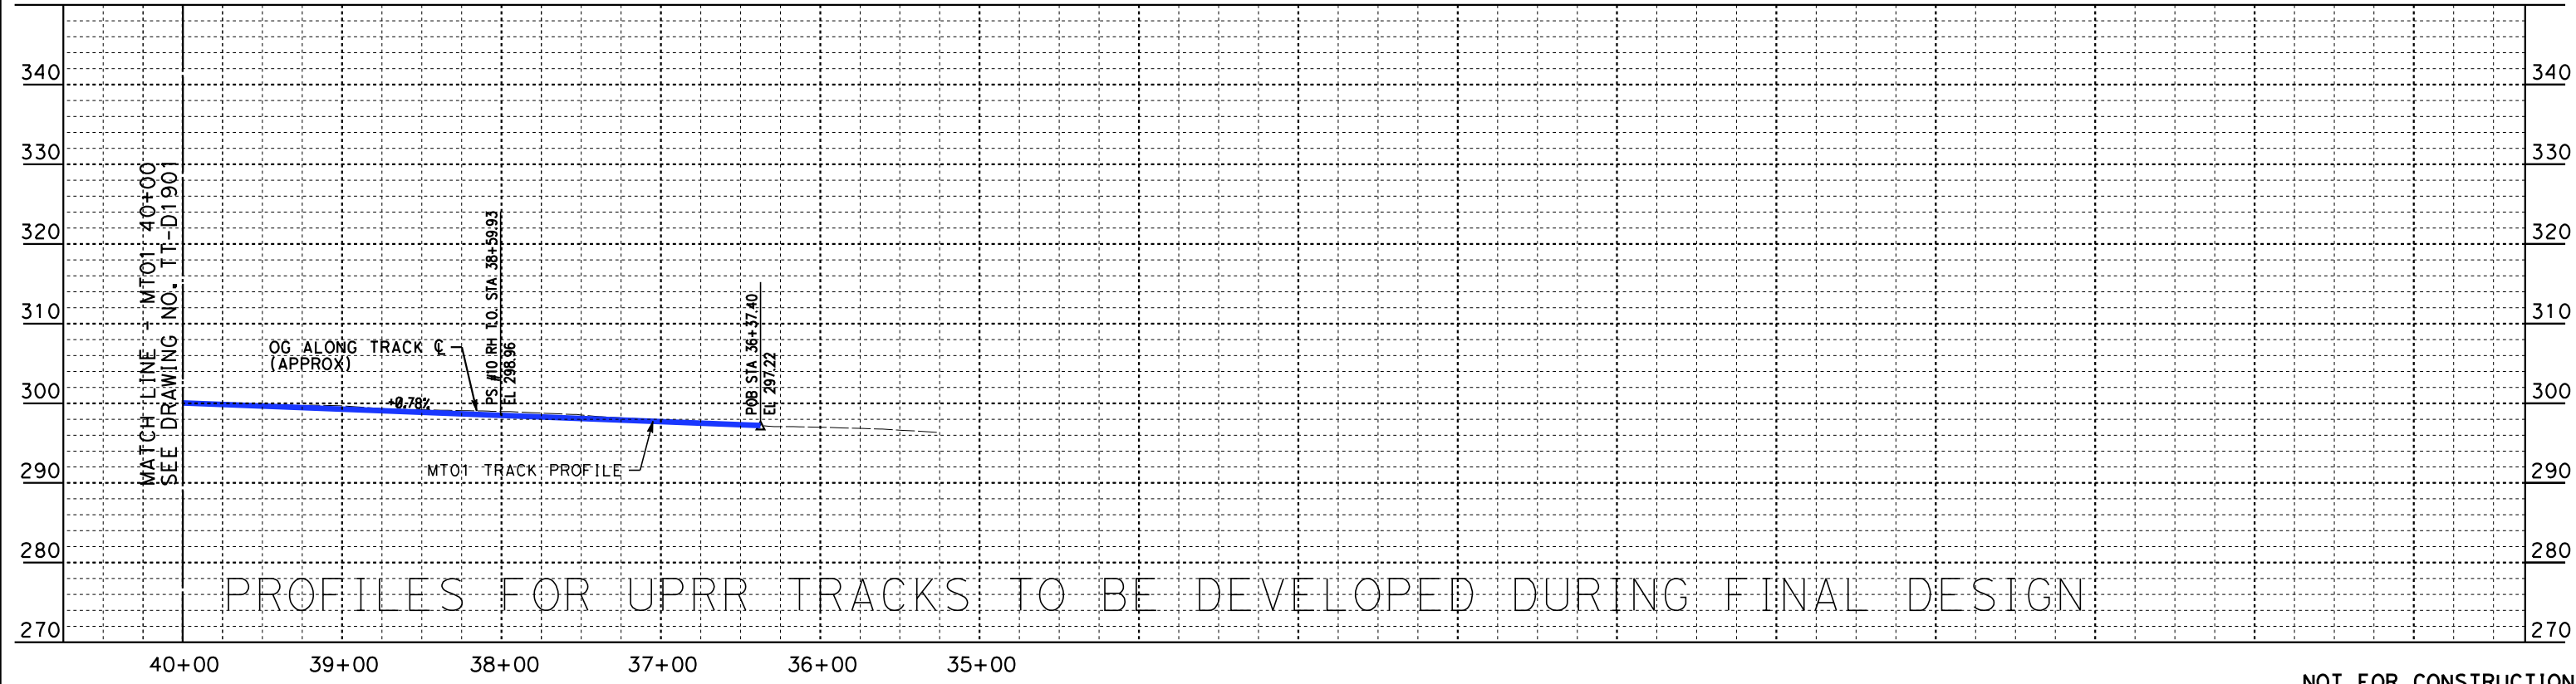 340
340
330
330
320
320
310
310
300
300
290
290
280
280
270
270
MATCH LINE - MT01 40+00
SEE DRAWING NO. TT-D1901
OG ALONG TRACK ℄
(APPROX)
+0.78%
PS #10 RH T.O. STA 38+59.93
EL 298.96
POB STA 36+37.40
EL 297.22
MT01 TRACK PROFILE
PROFILES FOR UPRR TRACKS TO BE DEVELOPED DURING FINAL DESIGN
40+00 39+00 38+00 37+00 36+00 35+00
NOT FOR CONSTRUCTION